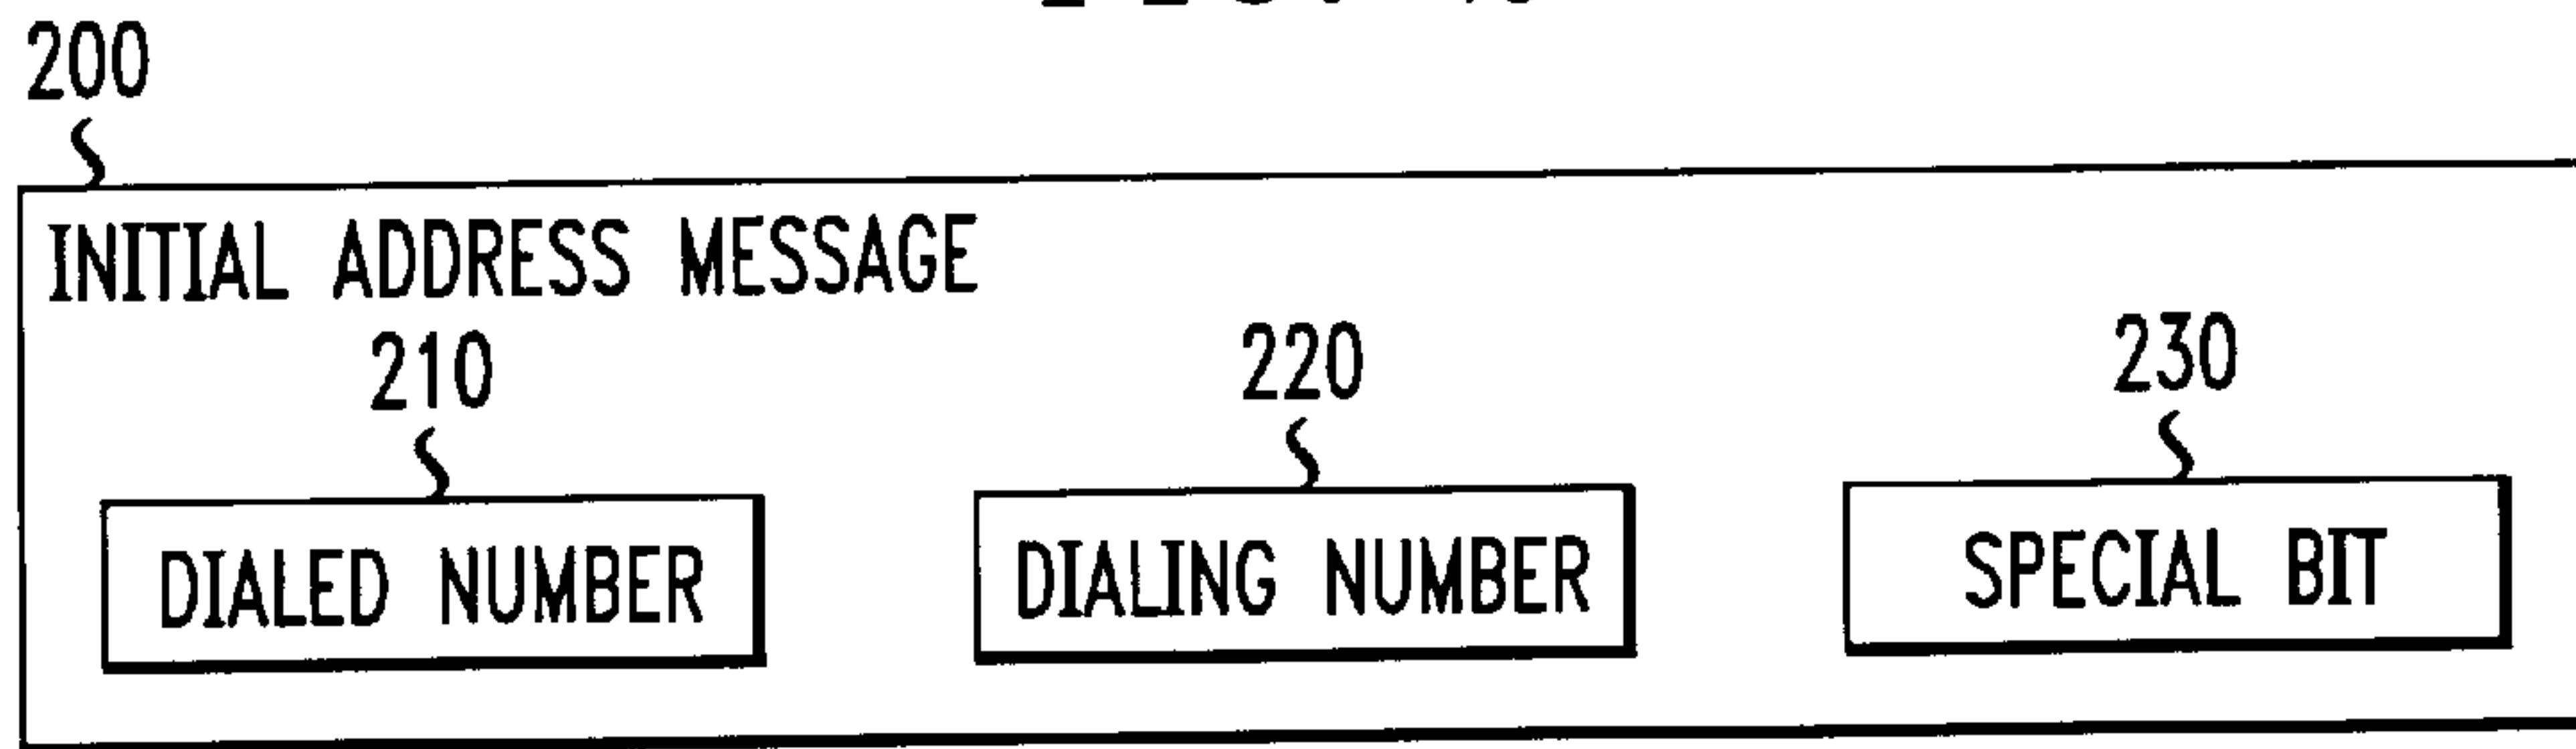 200
INITIAL ADDRESS MESSAGE
210 220 230
DIALED NUMBER DIALING NUMBER SPECIAL BIT